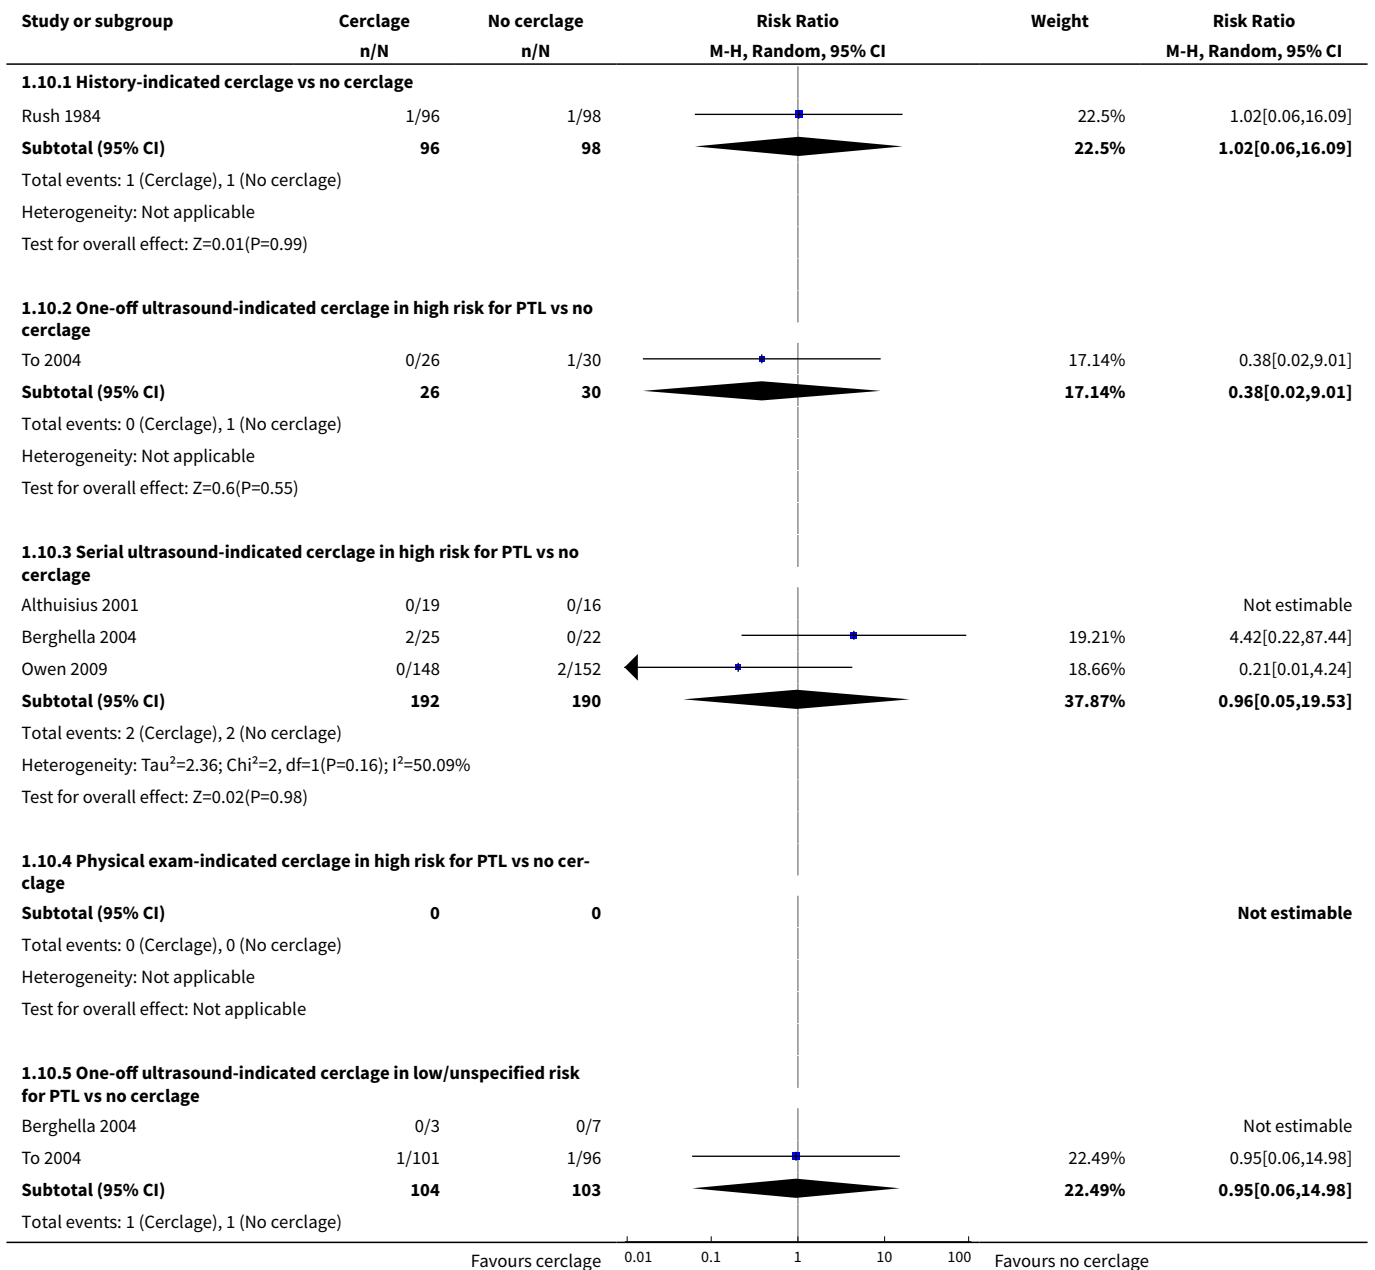 Study or subgroup Cerclage No cerclage Risk Ratio Weight Risk Ratio
n/N n/N M-H, Random, 95% CI M-H, Random, 95% CI
1.10.1 History-indicated cerclage vs no cerclage
Rush 1984 1/96 1/98 22.5% 1.02[0.06,16.09]
Subtotal (95% CI) 96 98 22.5% 1.02[0.06,16.09]
Total events: 1 (Cerclage), 1 (No cerclage)
Heterogeneity: Not applicable
Test for overall effect: Z=0.01(P=0.99)
1.10.2 One-off ultrasound-indicated cerclage in high risk for PTL vs no
cerclage
To 2004 0/26 1/30 17.14% 0.38[0.02,9.01]
Subtotal (95% CI) 26 30 17.14% 0.38[0.02,9.01]
Total events: 0 (Cerclage), 1 (No cerclage)
Heterogeneity: Not applicable
Test for overall effect: Z=0.6(P=0.55)
1.10.3 Serial ultrasound-indicated cerclage in high risk for PTL vs no
cerclage
Althuisius 2001 0/19 0/16 Not estimable
Berghella 2004 2/25 0/22 19.21% 4.42[0.22,87.44]
Owen 2009 0/148 2/152 18.66% 0.21[0.01,4.24]
Subtotal (95% CI) 192 190 37.87% 0.96[0.05,19.53]
Total events: 2 (Cerclage), 2 (No cerclage)
Heterogeneity: Tau²=2.36; Chi²=2, df=1(P=0.16); I²=50.09%
Test for overall effect: Z=0.02(P=0.98)
1.10.4 Physical exam-indicated cerclage in high risk for PTL vs no cer-
clage
Subtotal (95% CI) 0 0 Not estimable
Total events: 0 (Cerclage), 0 (No cerclage)
Heterogeneity: Not applicable
Test for overall effect: Not applicable
1.10.5 One-off ultrasound-indicated cerclage in low/unspecified risk
for PTL vs no cerclage
Berghella 2004 0/3 0/7 Not estimable
To 2004 1/101 1/96 22.49% 0.95[0.06,14.98]
Subtotal (95% CI) 104 103 22.49% 0.95[0.06,14.98]
Total events: 1 (Cerclage), 1 (No cerclage)
Favours cerclage 0.01 0.1 1 10 100 Favours no cerclage